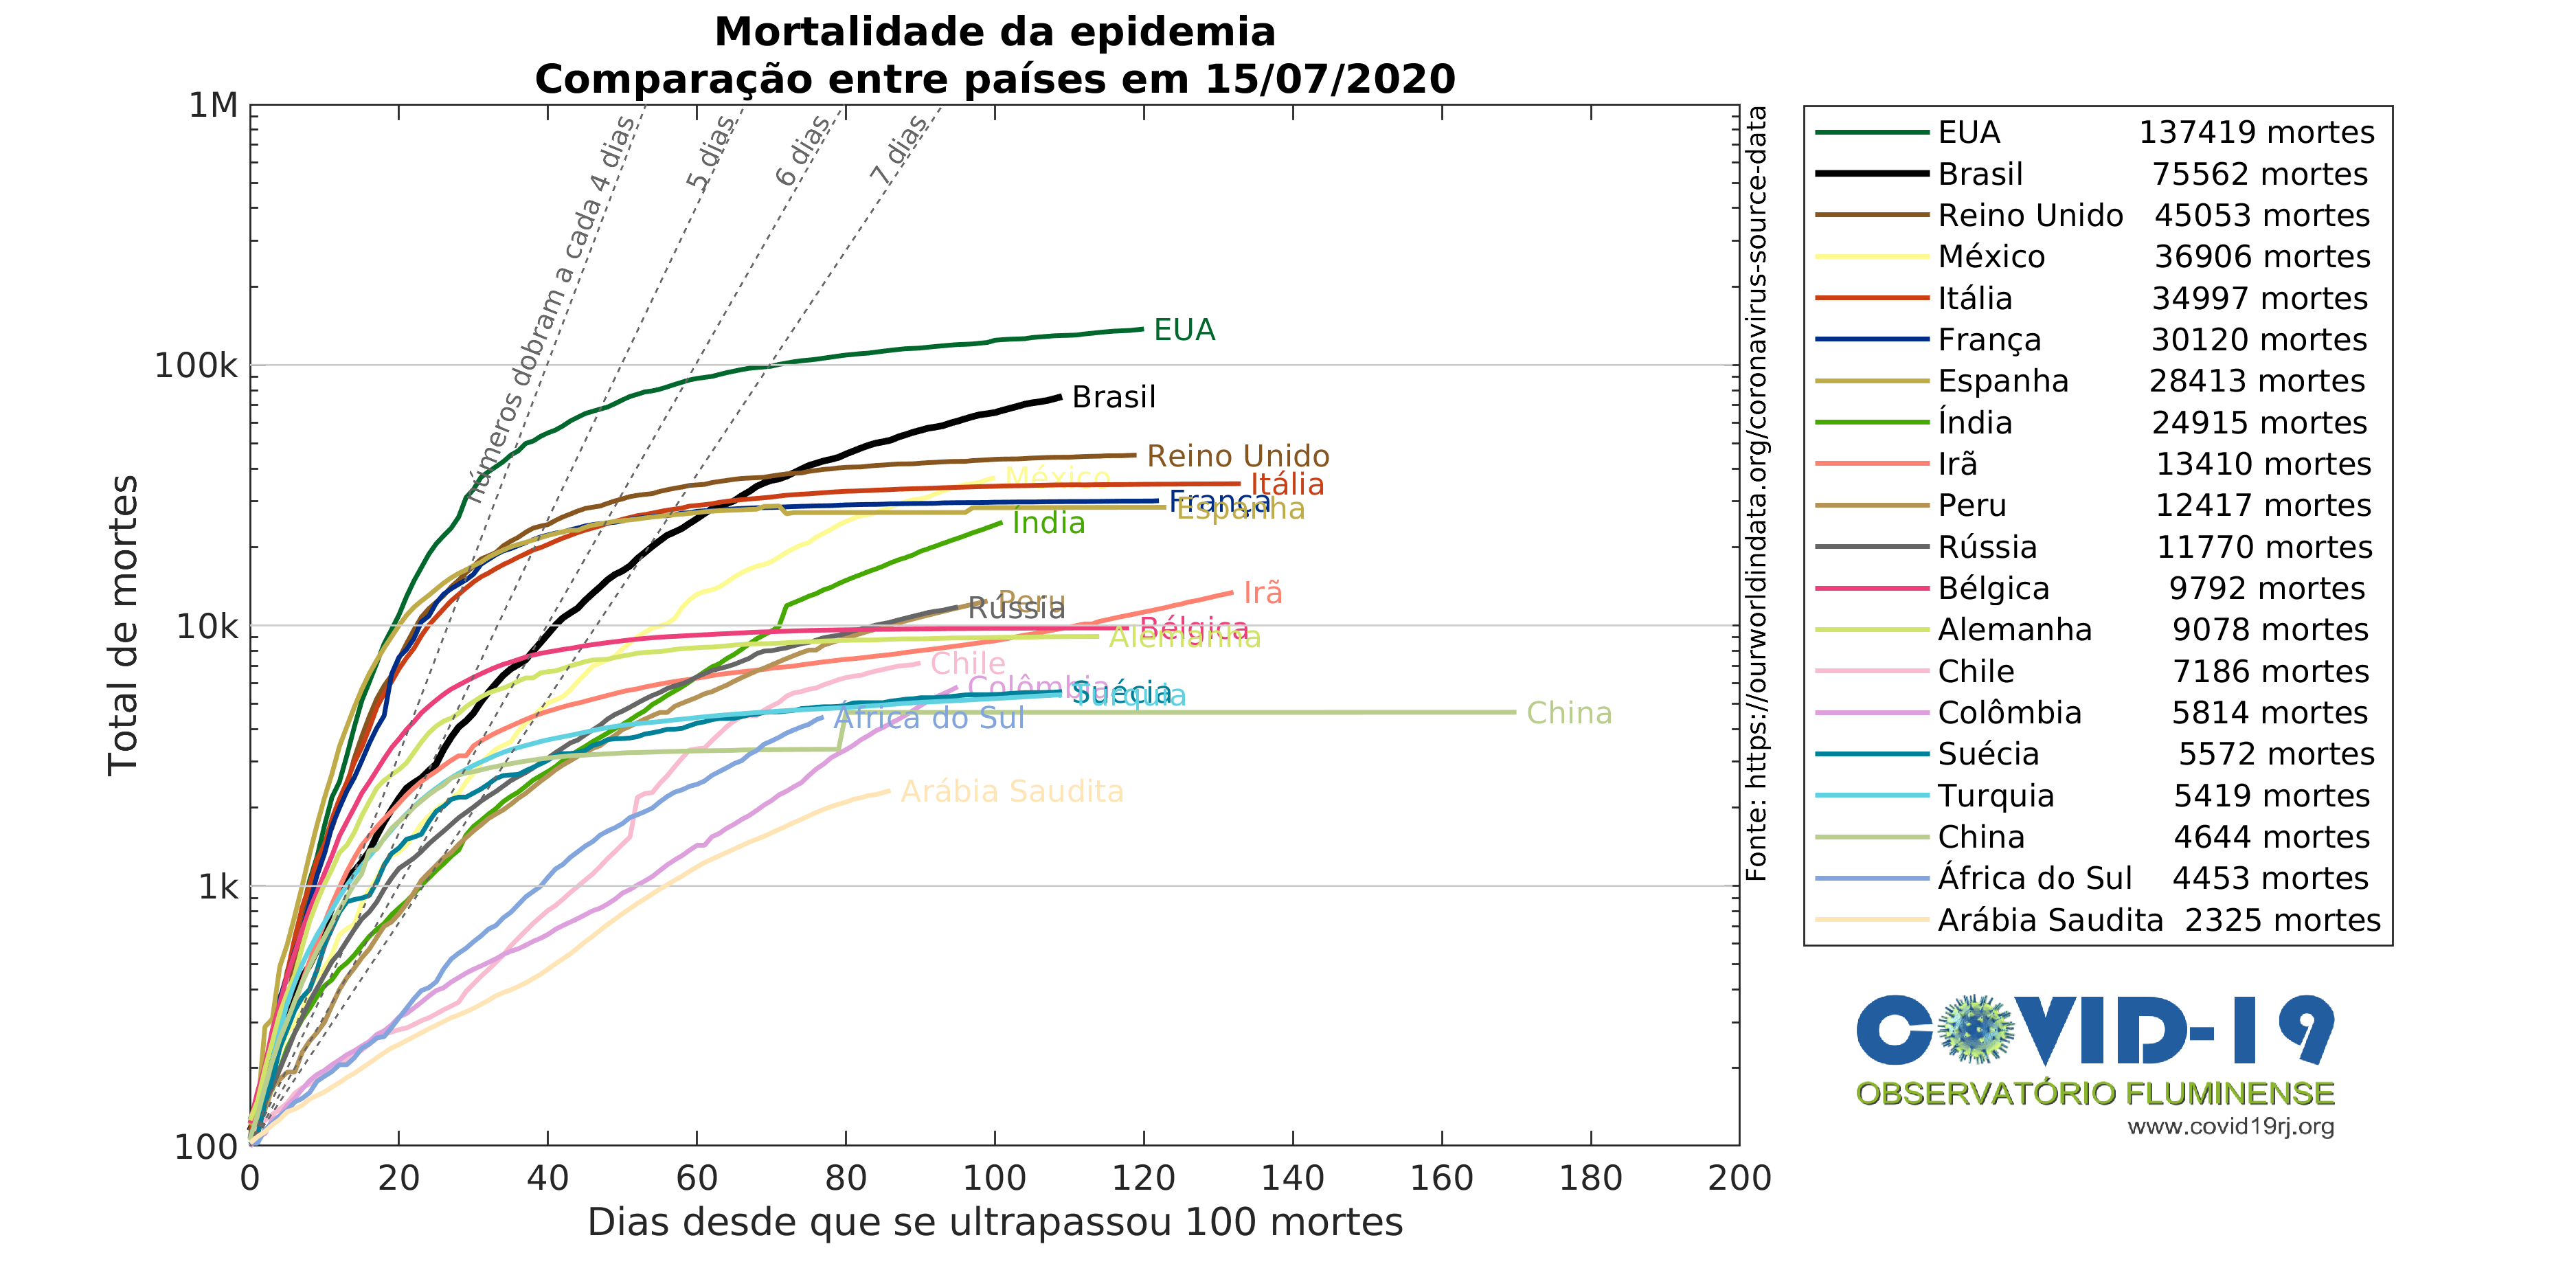 Mortalidade da epidemia
Comparação entre países em 15/07/2020
1M
100k
10k
1k
100
Total de mortes
0 20 40 60 80 100 120 140 160 180 200
Dias desde que se ultrapassou 100 mortes
números dobram a cada 4 dias
5 dias
6 dias
7 dias
EUA
Brasil
Reino Unido
México
Itália
França
Espanha
Índia
Irã
Peru
Rússia
Bélgica
Alemanha
Chile
Colômbia
Suécia
Turquia
China
África do Sul
Arábia Saudita
Fonte: https://ourworldindata.org/coronavirus-source-data
EUA 137419 mortes
Brasil 75562 mortes
Reino Unido 45053 mortes
México 36906 mortes
Itália 34997 mortes
França 30120 mortes
Espanha 28413 mortes
Índia 24915 mortes
Irã 13410 mortes
Peru 12417 mortes
Rússia 11770 mortes
Bélgica 9792 mortes
Alemanha 9078 mortes
Chile 7186 mortes
Colômbia 5814 mortes
Suécia 5572 mortes
Turquia 5419 mortes
China 4644 mortes
África do Sul 4453 mortes
Arábia Saudita 2325 mortes
COVID-19
OBSERVATÓRIO FLUMINENSE
www.covid19rj.org